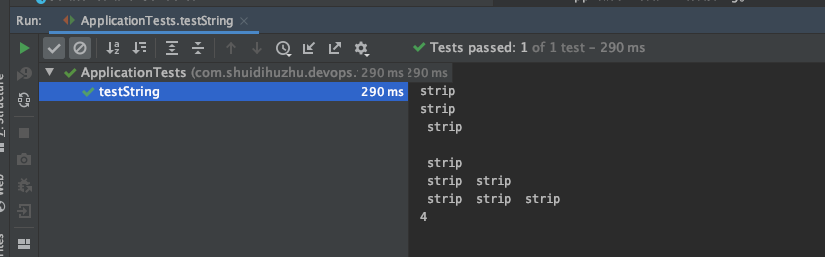 Run: ApplicationTests.testString
Tests passed: 1 of 1 test – 290 ms
ApplicationTests (com.shuidihuzhu.devops. 290 ms 290 ms
testString 290 ms
strip
strip
strip
strip
strip strip
strip strip strip
4
Structure
Web